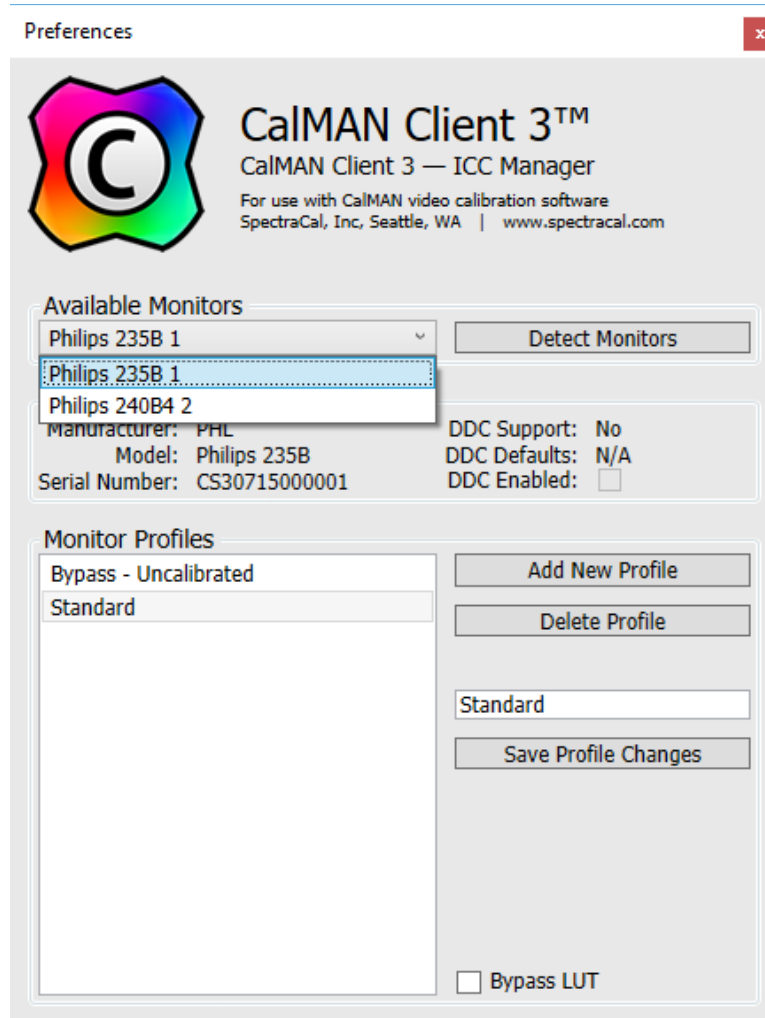 Preferences
x
C
CalMAN Client 3™
CalMAN Client 3 — ICC Manager
For use with CalMAN video calibration software
SpectraCal, Inc, Seattle, WA | www.spectracal.com
Available Monitors
Philips 235B 1
Detect Monitors
Philips 235B 1
Philips 240B4 2
Manufacturer: PHL
DDC Support: No
Model: Philips 235B
DDC Defaults: N/A
Serial Number: CS30715000001
DDC Enabled:
Monitor Profiles
Bypass - Uncalibrated
Add New Profile
Standard
Delete Profile
Standard
Save Profile Changes
Bypass LUT